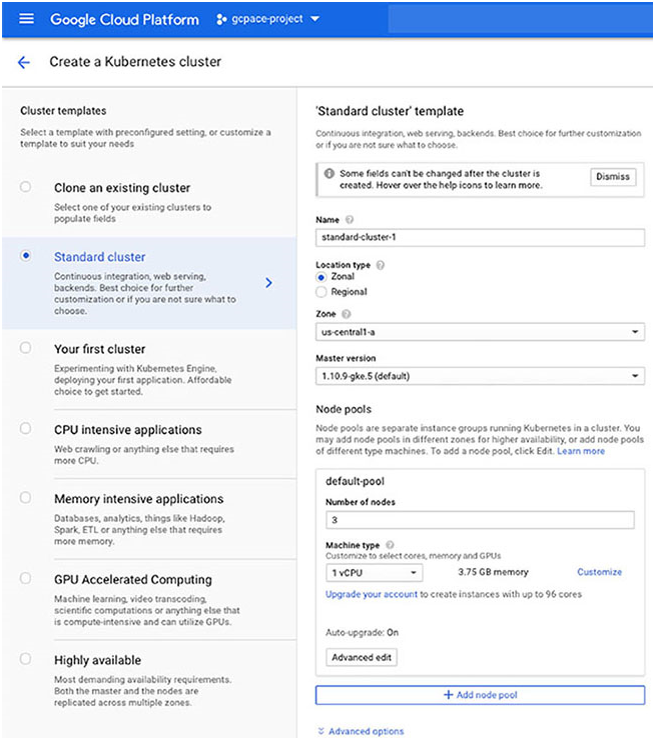 Google Cloud Platform
gcpace-project
Create a Kubernetes cluster
Cluster templates
Select a template with preconfigured setting, or customize a
template to suit your needs
Clone an existing cluster
Select one of your existing clusters to
populate fields
Standard cluster
Continuous integration, web serving,
backends. Best choice for further
customization or if you are not sure what to
choose.
Your first cluster
Experimenting with Kubernetes Engine,
deploying your first application. Affordable
choice to get started.
CPU intensive applications
Web crawling or anything else that requires
more CPU.
Memory intensive applications
Databases, analytics, things like Hadoop,
Spark, ETL or anything else that requires
more memory.
GPU Accelerated Computing
Machine learning, video transcoding,
scientific computations or anything else that
is compute-intensive and can utilize GPUs.
Highly available
Most demanding availability requirements.
Both the master and the nodes are
replicated across multiple zones.
'Standard cluster' template
Continuous integration, web serving, backends. Best choice for further customization
or if you are not sure what to choose.
Some fields can't be changed after the cluster is
created. Hover over the help icons to learn more.
Dismiss
Name
standard-cluster-1
Location type
Zonal
Regional
Zone
us-central1-a
Master version
1.10.9-gke.5 (default)
Node pools
Node pools are separate instance groups running Kubernetes in a cluster. You
may add node pools in different zones for higher availability, or add node pools
of different type machines. To add a node pool, click Edit. Learn more
default-pool
Number of nodes
3
Machine type
Customize to select cores, memory and GPUs
1 vCPU 3.75 GB memory Customize
Upgrade your account to create instances with up to 96 cores
Auto-upgrade: On
Advanced edit
+ Add node pool
Advanced options